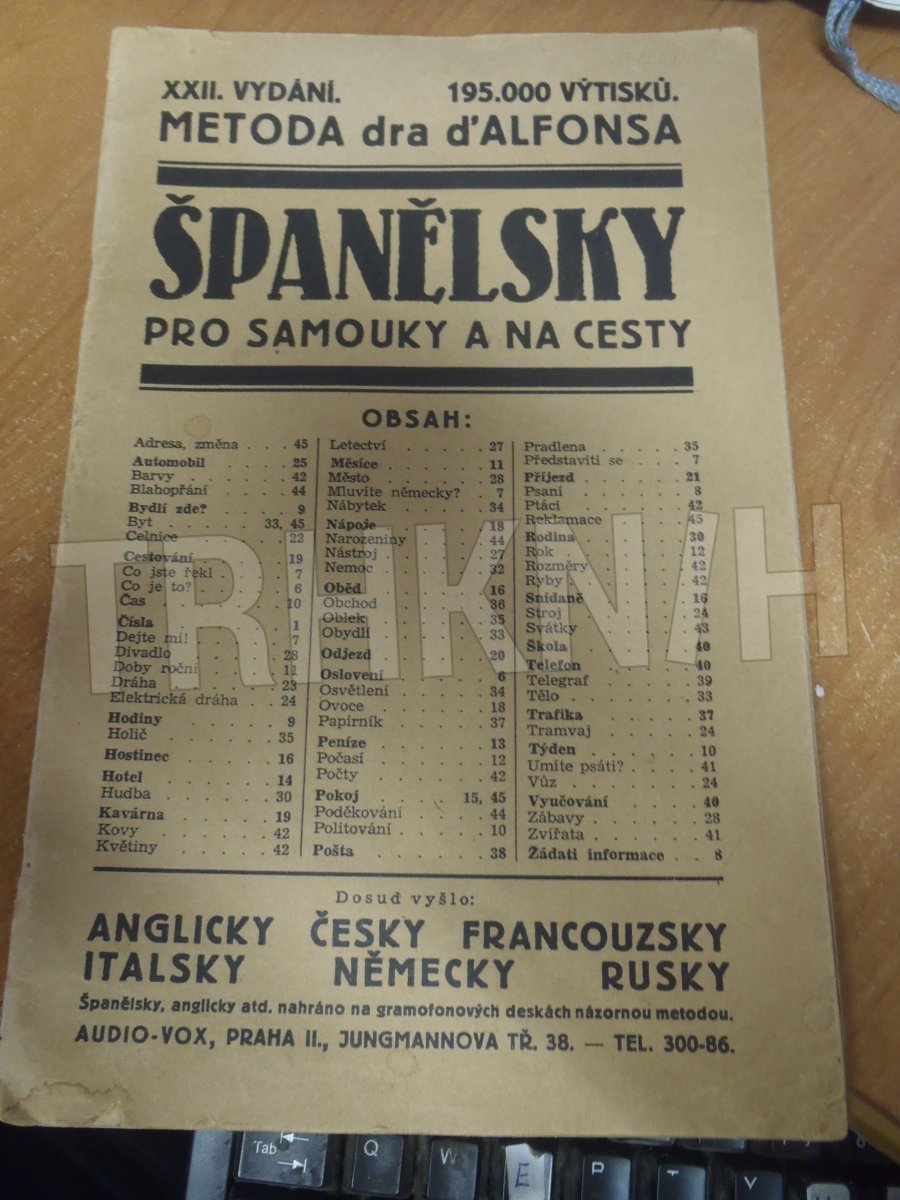 XXII. VYDÁNÍ. 195.000 VÝTISKŮ.
METODA dra ď'ALFONSA
ŠPANĚLSKY
PRO SAMOUKY A NA CESTY
OBSAH:
Adresa, změna . . . 45
Automobil . . . . . 25
Barvy . . . . . . . 42
Blahopřání . . . . 44
Bydlí zde? . . . . 9
Byt . . . . . . 33, 45
Celnice . . . . . . 22
Cestování . . . . . 19
Co jste řekl . . . . 7
Co je to? . . . . . 6
Čas . . . . . . . 10
Čísla . . . . . . . 1
Dejte mi! . . . . . 7
Divadlo . . . . . . 28
Doby roční . . . . 11
Dráha . . . . . . . 23
Elektrická dráha . . 24
Hodiny . . . . . . 9
Holič . . . . . . . 35
Hostinec . . . . . 16
Hotel . . . . . . . 14
Hudba . . . . . . 30
Kavárna . . . . . 19
Kovy . . . . . . . 42
Květiny . . . . . . 42
Letectví . . . . . 27
Měsíce . . . . . . 11
Město . . . . . . 28
Mluvíte německy? . 7
Nábytek . . . . . 34
Nápoje . . . . . . 18
Narozeniny . . . . 44
Nástroj . . . . . . 27
Nemoc . . . . . . 32
Oběd . . . . . . . 16
Obchod . . . . . . 36
Oblek . . . . . . 35
Obydlí . . . . . . 33
Odjezd . . . . . . 20
Oslovení . . . . . 6
Osvětlení . . . . . 34
Ovoce . . . . . . 18
Papírník . . . . . 37
Peníze . . . . . . 13
Počasí . . . . . . 12
Počty . . . . . . 42
Pokoj . . . . . 15, 45
Poděkování . . . . 44
Politování . . . . . 10
Pošta . . . . . . 38
Pradlena . . . . . 35
Představiti se . . . 7
Příjezd . . . . . . 21
Psaní . . . . . . . 8
Ptáci . . . . . . . 42
Reklamace . . . . 45
Rodina . . . . . . 30
Rok . . . . . . . 12
Rozměry . . . . . 42
Ryby . . . . . . . 42
Snídaně . . . . . 16
Stroj . . . . . . . 24
Svátky . . . . . . 43
Škola . . . . . . . 40
Telefon . . . . . . 40
Telegraf . . . . . 39
Tělo . . . . . . . 33
Trafika . . . . . . 37
Tramvaj . . . . . 24
Týden . . . . . . 10
Umíte psáti? . . . . 41
Vůz . . . . . . . 24
Vyučování . . . . 40
Zábavy . . . . . . 28
Zvířata . . . . . . 41
Žádati informace . . 8
Dosud vyšlo:
ANGLICKY ČESKY FRANCOUZSKY
ITALSKY NĚMECKY RUSKY
Španělsky, anglicky atd. nahráno na gramofonových deskách názornou metodou.
AUDIO-VOX, PRAHA II., JUNGMANNOVA TŘ. 38. — TEL. 300-86.
TRHKNIH
Tab Q W E R T Y